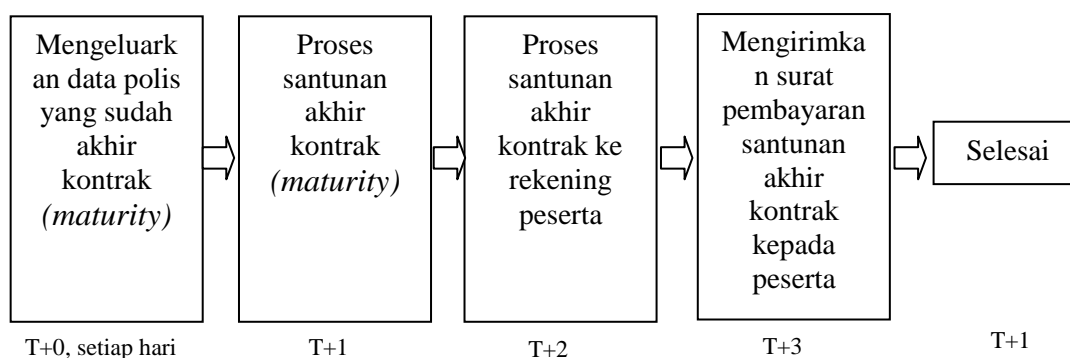 Mengeluark
an data polis
yang sudah
akhir
kontrak
(maturity)
Proses
santunan
akhir
kontrak
(maturity)
Proses
santunan
akhir
kontrak ke
rekening
peserta
Mengirimka
n surat
pembayaran
santunan
akhir
kontrak
kepada
peserta
Selesai
T+0, setiap hari
T+1
T+2
T+3
T+1